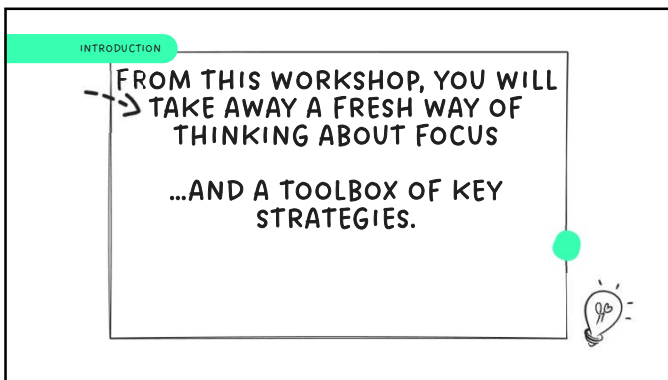 INTRODUCTION
FROM THIS WORKSHOP, YOU WILL
TAKE AWAY A FRESH WAY OF
THINKING ABOUT FOCUS
...AND A TOOLBOX OF KEY
STRATEGIES.